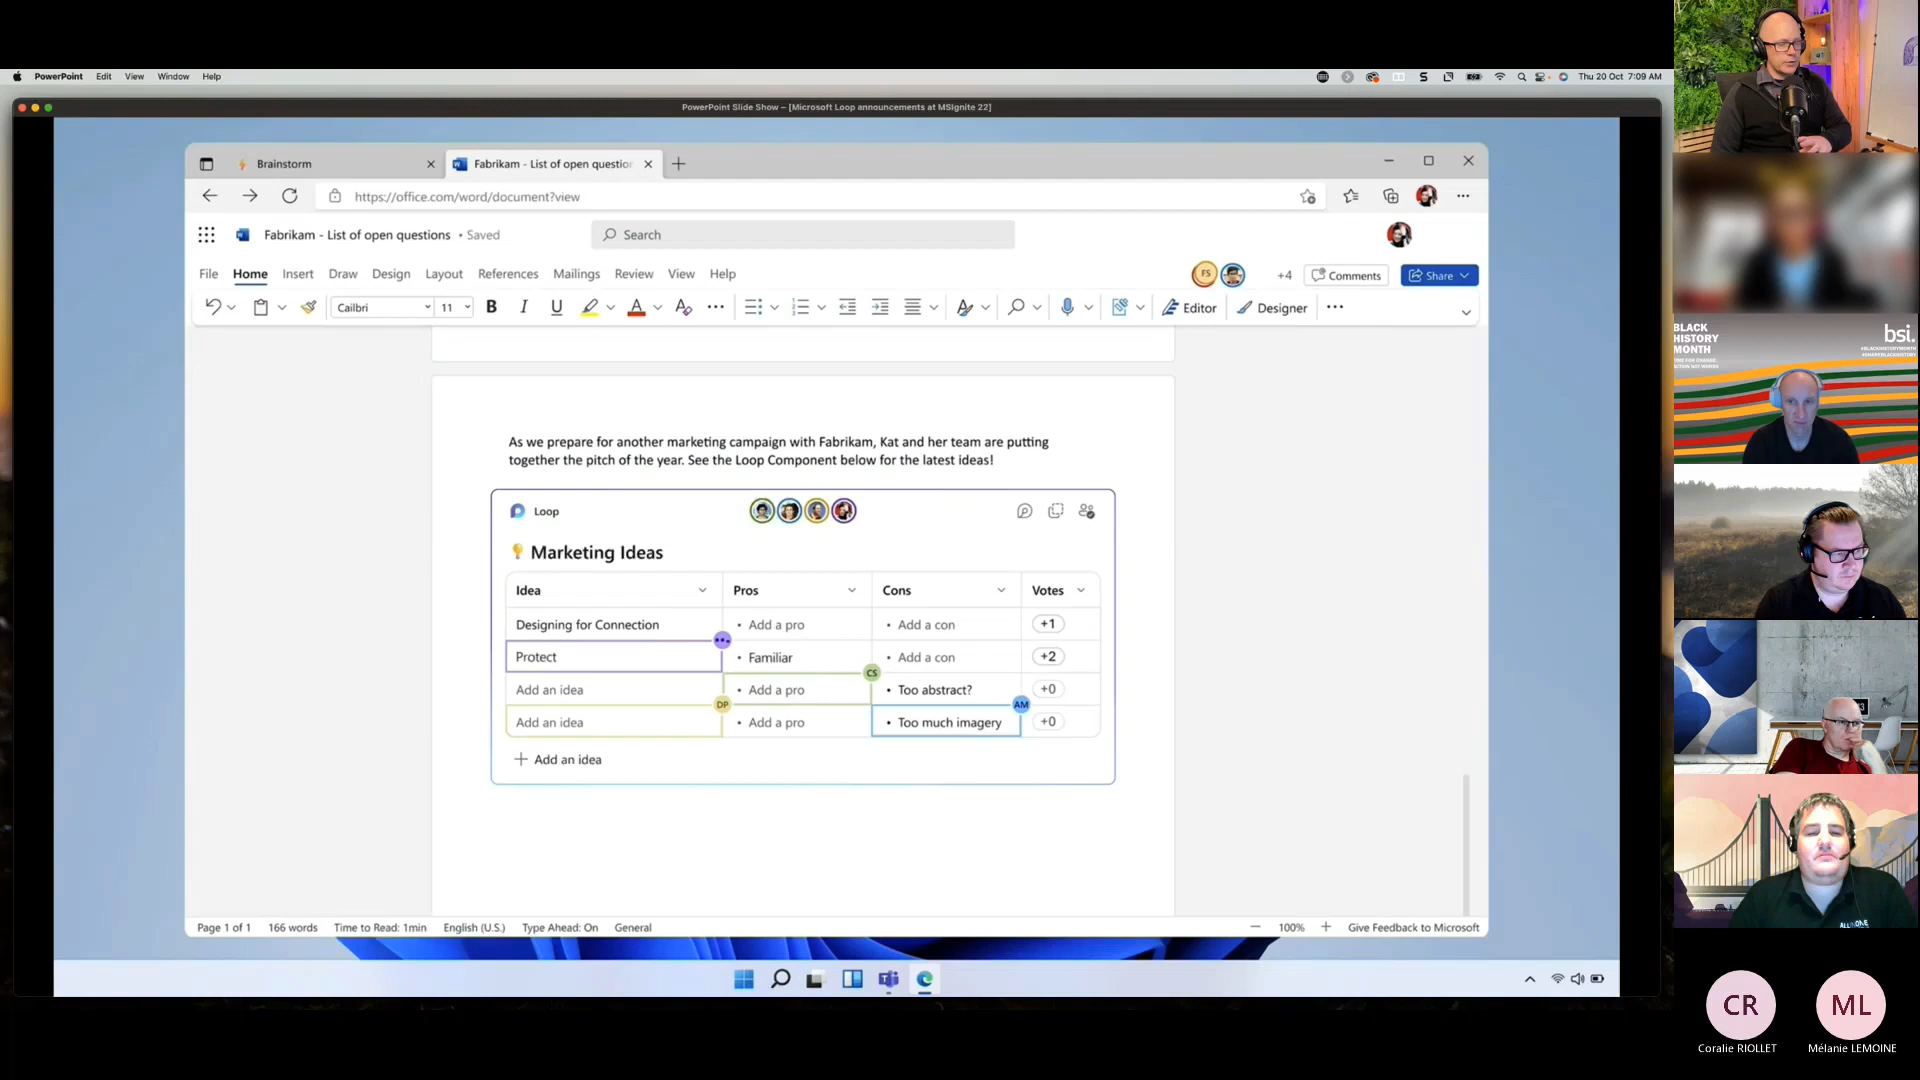 PowerPoint Edit View Window Help
Thu 20 Oct 7:09 AM
PowerPoint Slide Show – [Microsoft Loop announcements at MSIgnite 22]
Brainstorm
Fabrikam - List of open question
https://office.com/word/document?view
Fabrikam - List of open questions • Saved
Search
File Home Insert Draw Design Layout References Mailings Review View Help
FS
+4
Comments
Share
Cailbri
11
B I U
A
Editor
Designer
As we prepare for another marketing campaign with Fabrikam, Kat and her team are putting
together the pitch of the year. See the Loop Component below for the latest ideas!
Loop
Marketing Ideas
Idea Pros Cons Votes
Designing for Connection • Add a pro • Add a con +1
Protect • Familiar • Add a con +2
CS
Add an idea • Add a pro • Too abstract? +0
DP AM
Add an idea • Add a pro • Too much imagery +0
+ Add an idea
Page 1 of 1 166 words Time to Read: 1min English (U.S.) Type Ahead: On General
100%
Give Feedback to Microsoft
BLACK
HISTORY
MONTH
bsi.
CR
Coralie RIOLLET
ML
Mélanie LEMOINE